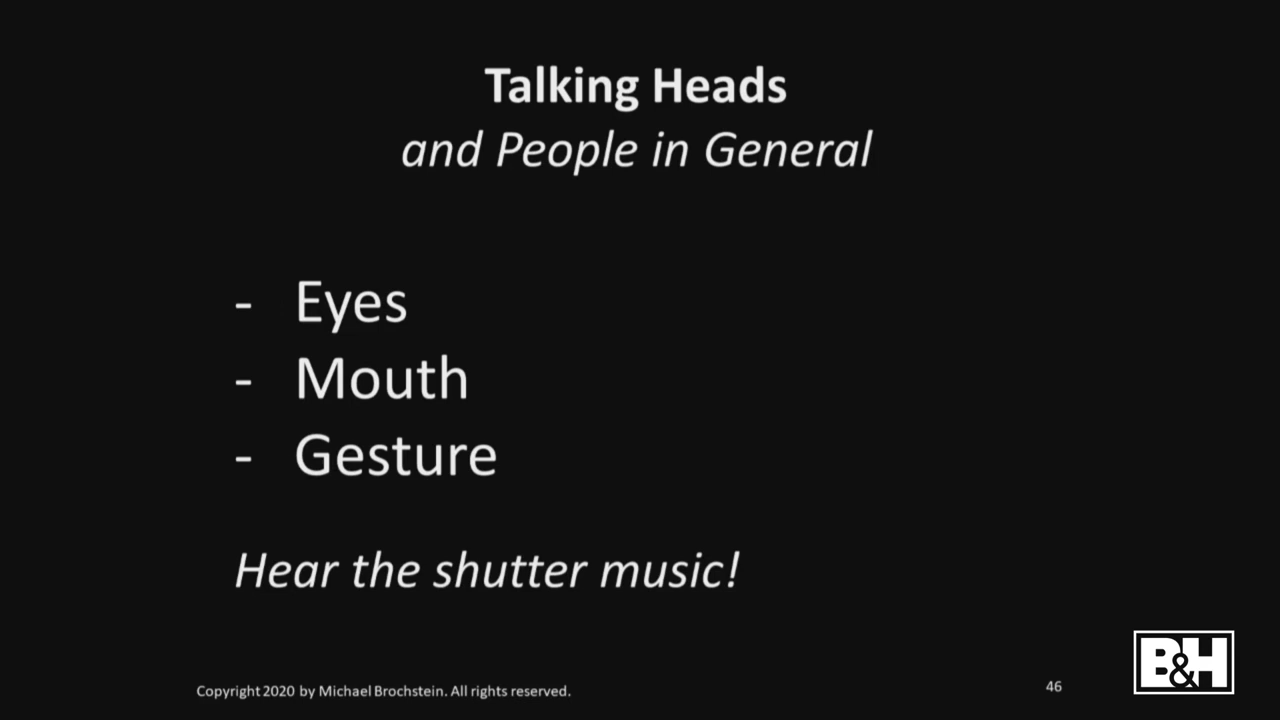 Talking Heads
and People in General
- Eyes
- Mouth
- Gesture
Hear the shutter music!
Copyright 2020 by Michael Brochstein. All rights reserved.
46
B&H